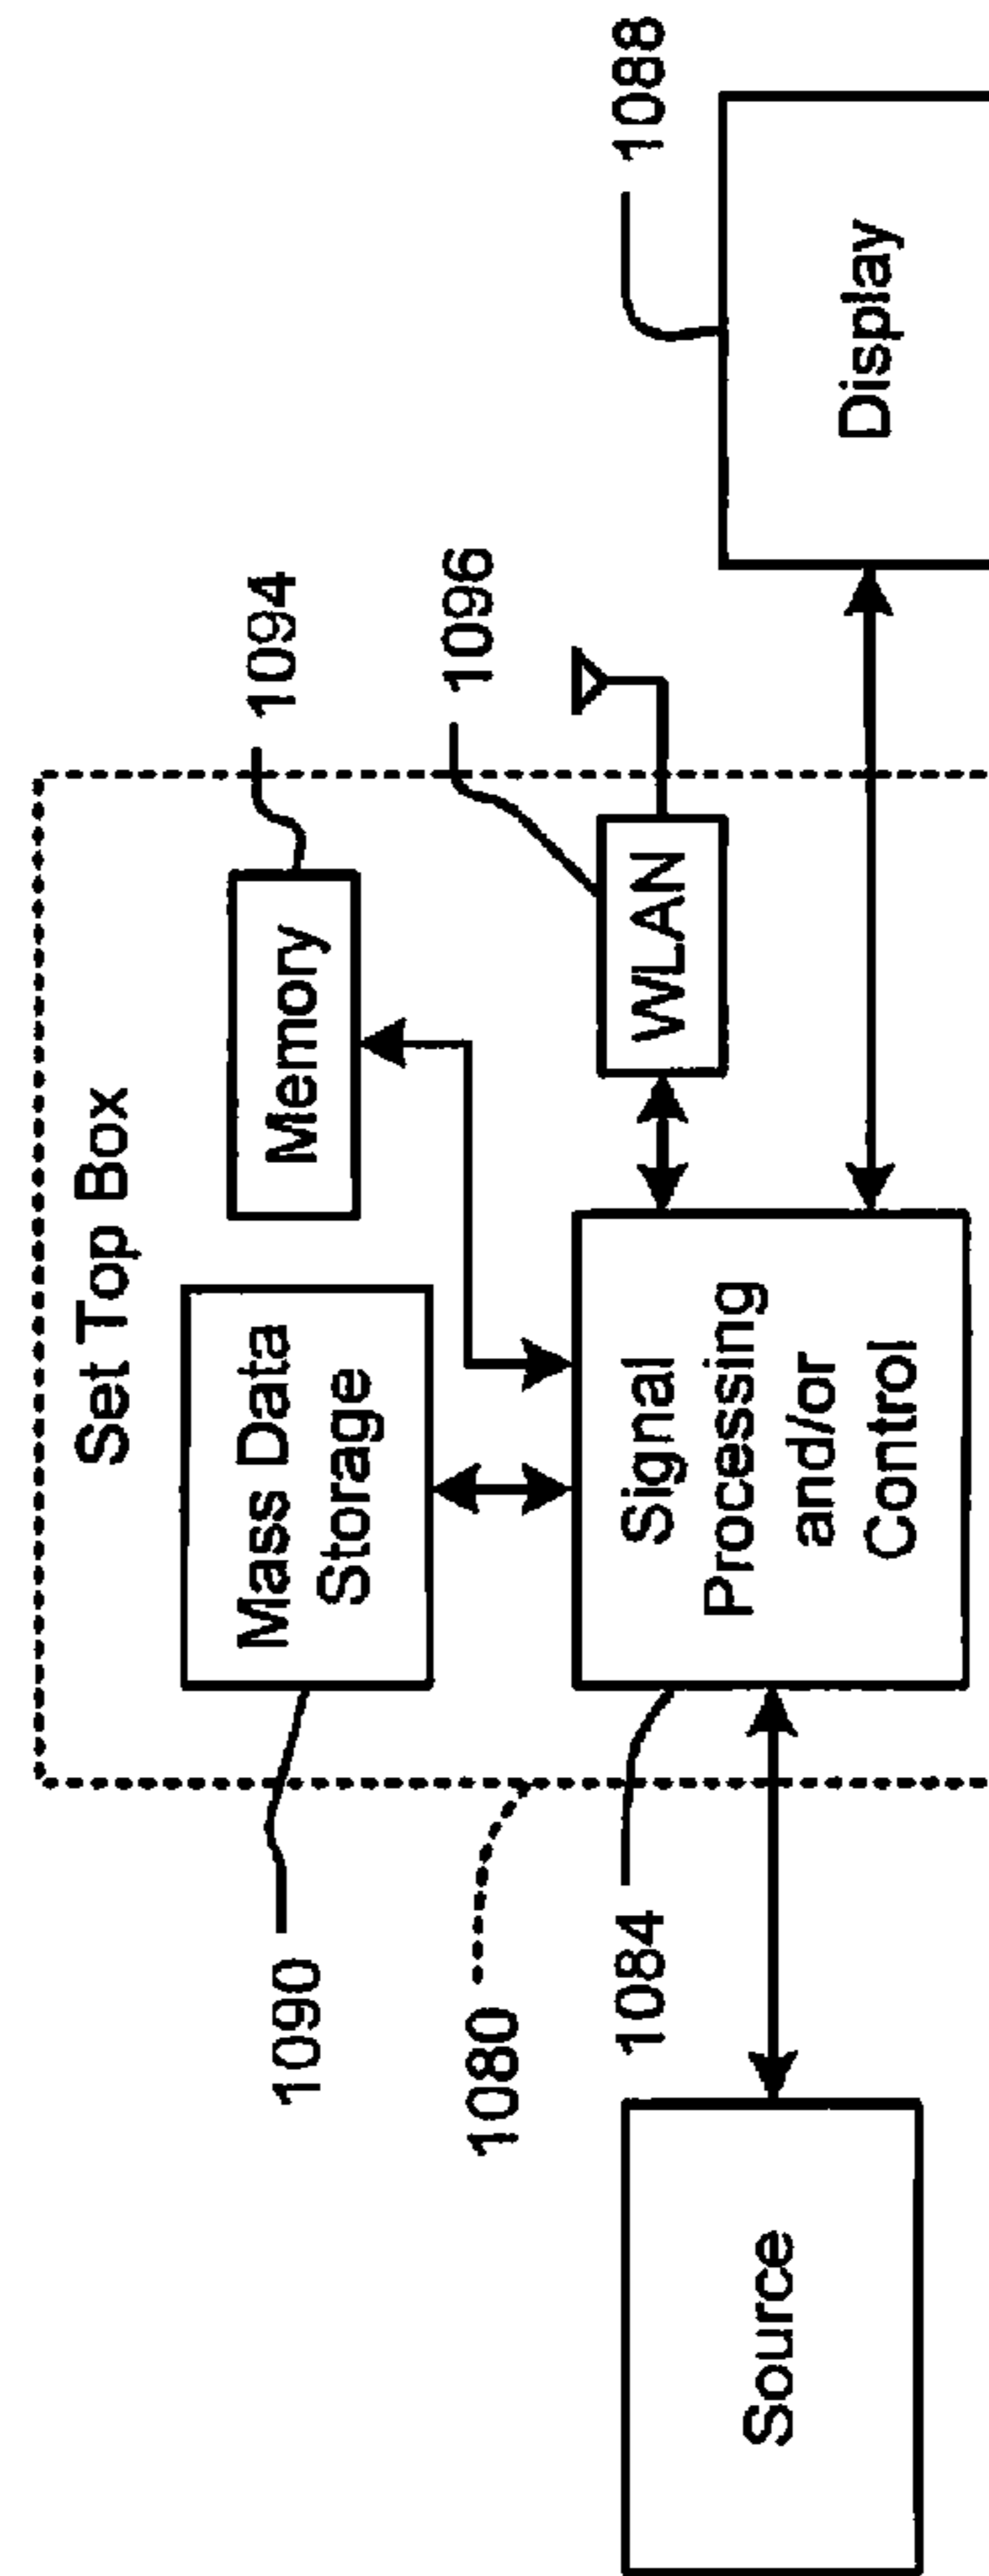 Set Top Box
1090
Mass Data
Storage
Memory
1094
1080
1096
WLAN
1084
Signal
Processing
and/or
Control
1088
Source
Display